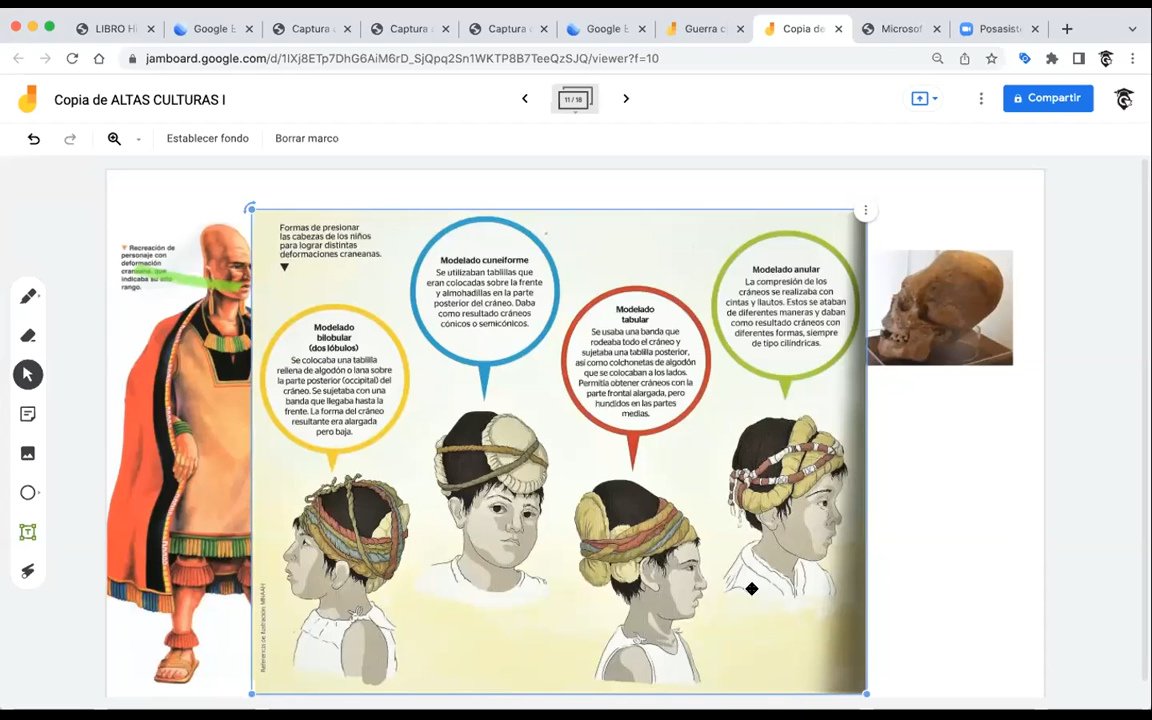 LIBRO H
Google E
Captura c
Captura
Captura
Google E
Guerra c
Copia de
Microsof
Posasist
jamboard.google.com/d/1IXj8ETp7DhG6AiM6rD_SjQpq2Sn1WKTP8B7TeeQzSJQ/viewer?f=10
Copia de ALTAS CULTURAS I
11 / 18
Compartir
Establecer fondo
Borrar marco
Recreación de
personaje con
deformación
craneana, que
indicaba su alto
rango.
Formas de presionar
las cabezas de los niños
para lograr distintas
deformaciones craneanas.
Modelado
bilobular
(dos lóbulos)
Se colocaba una tablilla
rellena de algodón o lana sobre
la parte posterior (occipital) del
cráneo. Se sujetaba con una
banda que llegaba hasta la
frente. La forma del cráneo
resultante era alargada
pero baja.
Modelado cuneiforme
Se utilizaban tablillas que
eran colocadas sobre la frente
y almohadillas en la parte
posterior del cráneo. Daba
como resultado cráneos
cónicos o semicónicos.
Modelado
tabular
Se usaba una banda que
rodeaba todo el cráneo y
sujetaba una tablilla posterior,
así como colchonetas de algodón
que se colocaban a los lados.
Permitía obtener cráneos con la
parte frontal alargada, pero
hundidos en las partes
medias.
Modelado anular
La compresión de los
cráneos se realizaba con
cintas y llautos. Estos se ataban
de diferentes maneras y daban
como resultado cráneos con
diferentes formas, siempre
de tipo cilíndricas.
Referencia de ilustración: MNAAH.